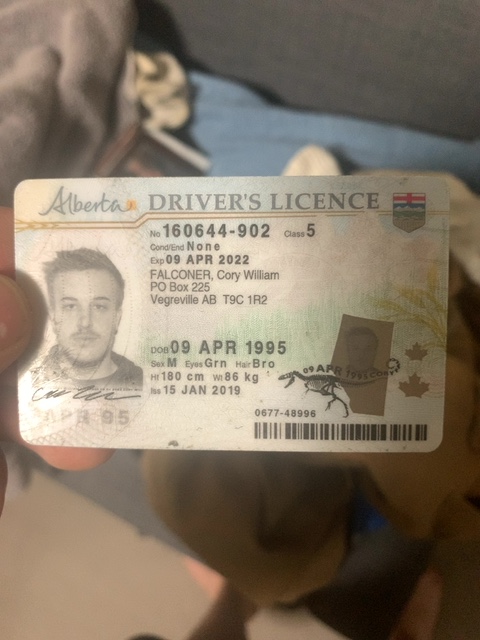 Alberta DRIVER'S LICENCE
No 160644-902 Class 5
Cond/End None
Exp 09 APR 2022
FALCONER, Cory William
PO Box 225
Vegreville AB T9C 1R2
DOB 09 APR 1995
Sex M Eyes Grn Hair Bro
Ht 180 cm Wt 86 kg
Iss 15 JAN 2019
09 APR 1995
APR 95
0677-48996